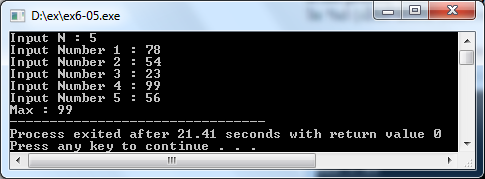 D:\ex\ex6-05.exe
Input N : 5
Input Number 1 : 78
Input Number 2 : 54
Input Number 3 : 23
Input Number 4 : 99
Input Number 5 : 56
Max : 99
--------------------------------
Process exited after 21.41 seconds with return value 0
Press any key to continue . . .